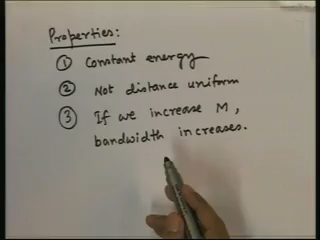 Properties:
① Constant energy
② Not distance uniform
③ If we increase M,
bandwidth increases.